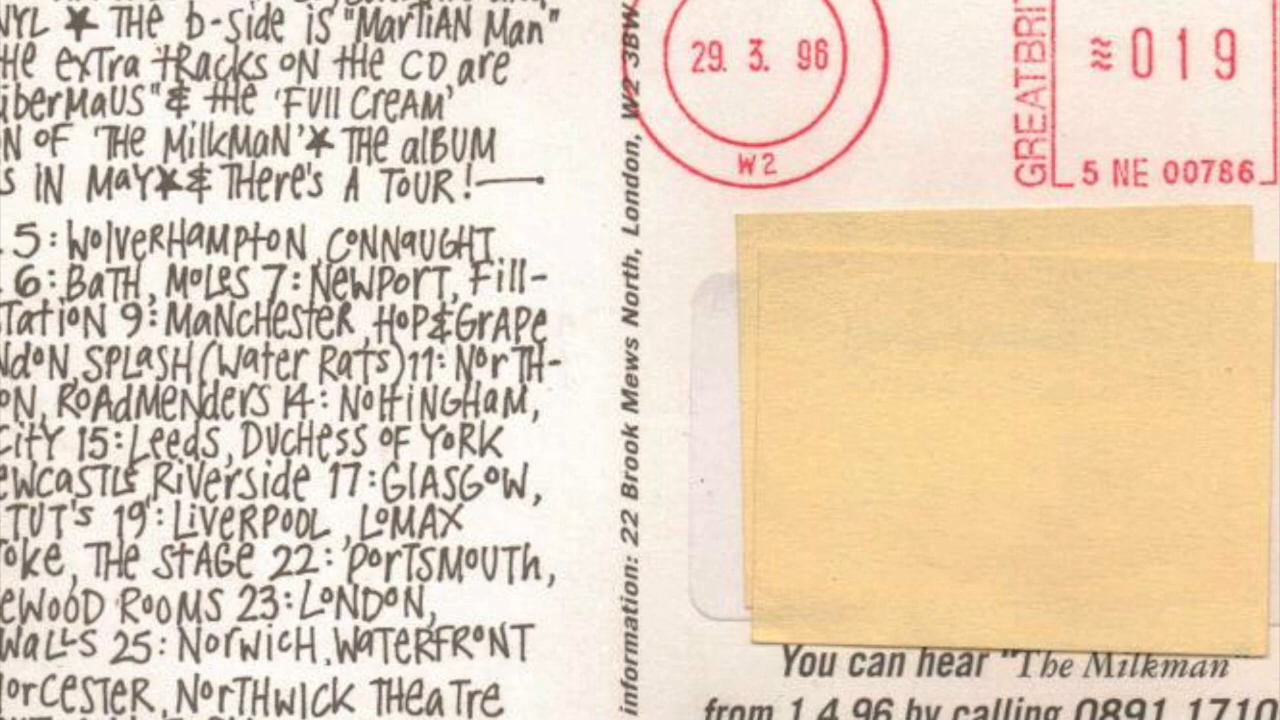 NYL ★ THE b-side is "MarTiAN Man"
THe exTra tRacks oN tHe CD are
iberMaus" & tHe 'FUll CreAM'
N oF 'THe MilkMaN' ★ THe alBUM
s iN MaY ★ & THere's A TOUR! —
5: WolverHaMptoN, CoNNAUGHT
6: BaTH, MoLes 7: NewPorT, Fill-
Tation 9: MaNcHesTer, HoP&GrAPe
NdoN, SPLasH (Water RaTs) 11: NorTH-
oN, RoAdMeNders 14: NoTTiNGHaM,
CiTY 15: Leeds, DUcHess oF YorK
ewcasTLe, Riverside 17: GlASGoW,
TUT's 19: LiVerPOOL, LoMAX
oke, THe sTAGe 22: PorTSMoUTh,
ewooD RooMS 23: LoNDoN,
WaLLs 25: NorWicH, WaTerFroNT
orcesTer, NorTHwicK THeaTre
information: 22 Brook Mews North, London, W2 3BW
29. 3. 96
W2
GREAT BRIT
019
5 NE 00786
You can hear "The Milkman"
from 1.4.96 by calling 0891 1710